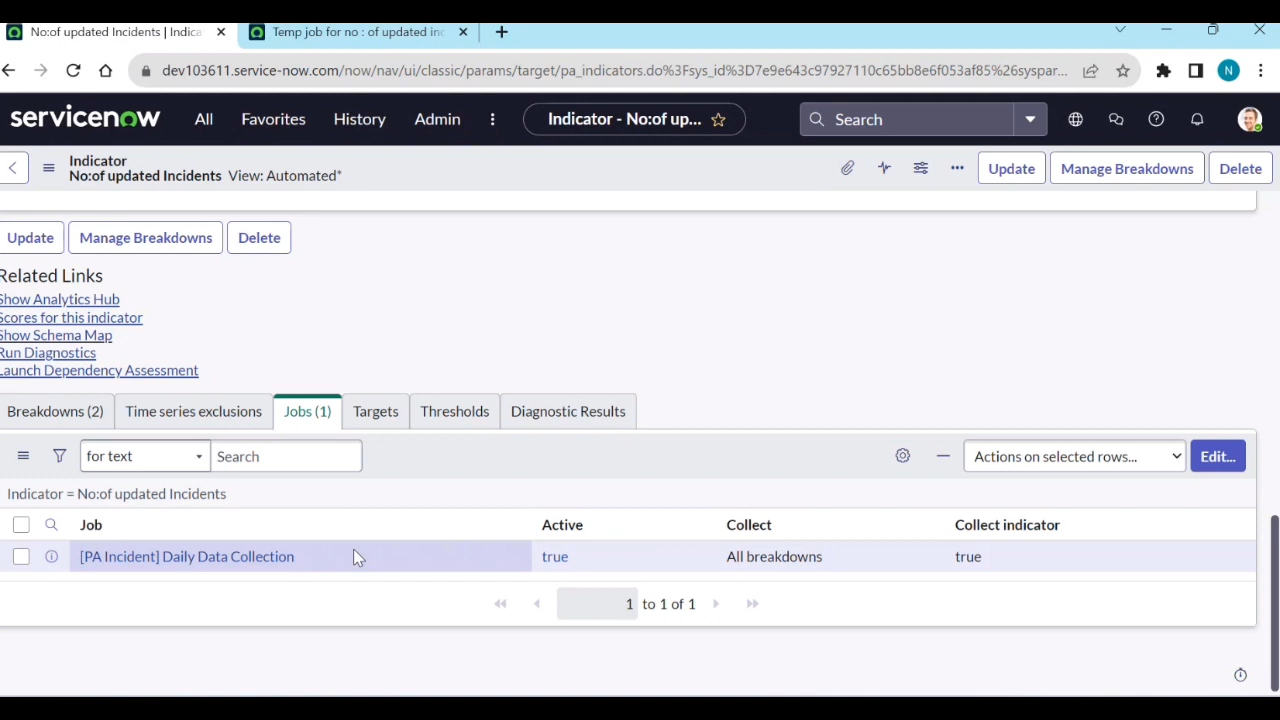 No:of updated Incidents | Indica
Temp job for no : of updated in
dev103611.service-now.com/now/nav/ui/classic/params/target/pa_indicators.do%3Fsys_id%3D7e9e643c97927110c65bb8e6f053af85%26syspar...
N
servicenow
All
Favorites
History
Admin
Indicator - No:of up...
Search
Indicator
No:of updated Incidents View: Automated*
Update
Manage Breakdowns
Delete
Update
Manage Breakdowns
Delete
Related Links
Show Analytics Hub
Scores for this indicator
Show Schema Map
Run Diagnostics
Launch Dependency Assessment
Breakdowns (2)
Time series exclusions
Jobs (1)
Targets
Thresholds
Diagnostic Results
for text
Search
Actions on selected rows...
Edit...
Indicator = No:of updated Incidents
Job Active Collect Collect indicator
[PA Incident] Daily Data Collection true All breakdowns true
1 to 1 of 1